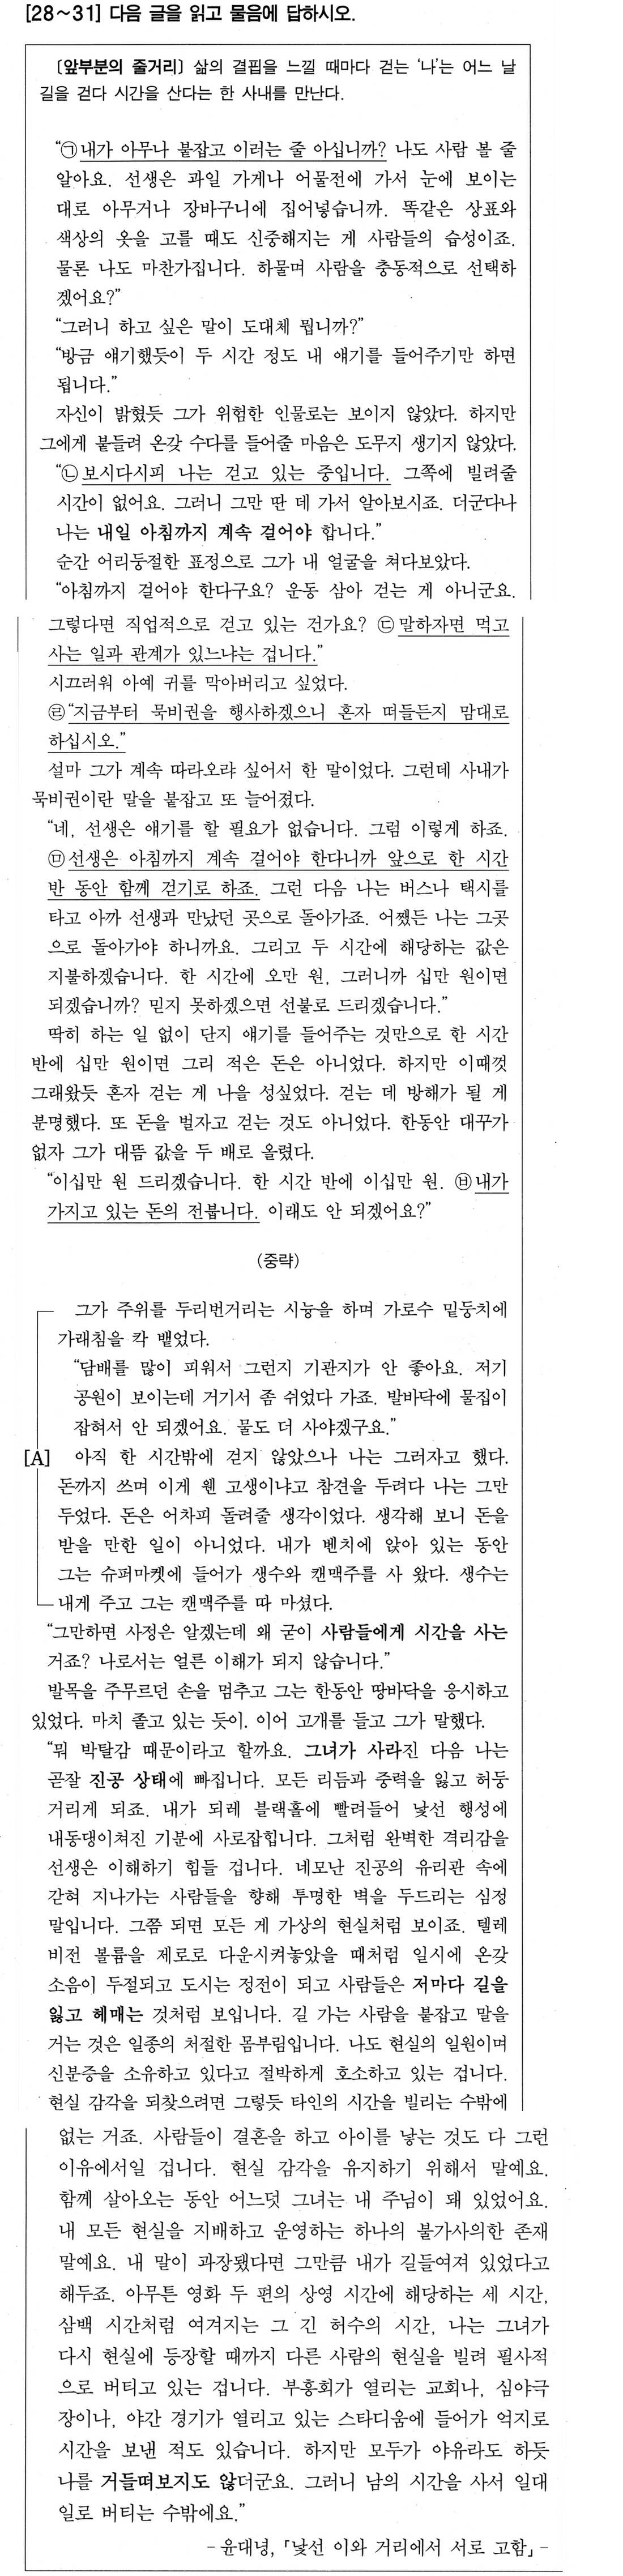 [28~31] 다음 글을 읽고 물음에 답하시오.
〔앞부분의 줄거리〕 삶의 결핍을 느낄 때마다 걷는 ‘나’는 어느 날
길을 걷다 시간을 산다는 한 사내를 만난다.
“㉠내가 아무나 붙잡고 이러는 줄 아십니까? 나도 사람 볼 줄
알아요. 선생은 과일 가게나 어물전에 가서 눈에 보이는
대로 아무거나 장바구니에 집어넣습니까. 똑같은 상표와
색상의 옷을 고를 때도 신중해지는 게 사람들의 습성이죠.
물론 나도 마찬가집니다. 하물며 사람을 충동적으로 선택하
겠어요?”
“그러니 하고 싶은 말이 도대체 뭡니까?”
“방금 얘기했듯이 두 시간 정도 내 얘기를 들어주기만 하면
됩니다.”
자신이 밝혔듯 그가 위험한 인물로는 보이지 않았다. 하지만
그에게 붙들려 온갖 수다를 들어줄 마음은 도무지 생기지 않았다.
“㉡보시다시피 나는 걷고 있는 중입니다. 그쪽에 빌려줄
시간이 없어요. 그러니 그만 딴 데 가서 알아보시죠. 더군다나
나는 내일 아침까지 계속 걸어야 합니다.”
순간 어리둥절한 표정으로 그가 내 얼굴을 쳐다보았다.
“아침까지 걸어야 한다구요? 운동 삼아 걷는 게 아니군요.
그렇다면 직업적으로 걷고 있는 건가요? ㉢말하자면 먹고
사는 일과 관계가 있느냐는 겁니다.”
시끄러워 아예 귀를 막아버리고 싶었다.
㉣“지금부터 묵비권을 행사하겠으니 혼자 떠들든지 맘대로
하십시오.”
설마 그가 계속 따라오랴 싶어서 한 말이었다. 그런데 사내가
묵비권이란 말을 붙잡고 또 늘어졌다.
“네, 선생은 얘기를 할 필요가 없습니다. 그럼 이렇게 하죠.
㉤선생은 아침까지 계속 걸어야 한다니까 앞으로 한 시간
반 동안 함께 걷기로 하죠. 그런 다음 나는 버스나 택시를
타고 아까 선생과 만났던 곳으로 돌아가죠. 어쨌든 나는 그곳
으로 돌아가야 하니까요. 그리고 두 시간에 해당하는 값은
지불하겠습니다. 한 시간에 오만 원, 그러니까 십만 원이면
되겠습니까? 믿지 못하겠으면 선불로 드리겠습니다.”
딱히 하는 일 없이 단지 얘기를 들어주는 것만으로 한 시간
반에 십만 원이면 그리 적은 돈은 아니었다. 하지만 이때껏
그래왔듯 혼자 걷는 게 나을 성싶었다. 걷는 데 방해가 될 게
분명했다. 또 돈을 벌자고 걷는 것도 아니었다. 한동안 대꾸가
없자 그가 대뜸 값을 두 배로 올렸다.
“이십만 원 드리겠습니다. 한 시간 반에 이십만 원. ㉥내가
가지고 있는 돈의 전붑니다. 이래도 안 되겠어요?”
(중략)
그가 주위를 두리번거리는 시늉을 하며 가로수 밑둥치에
가래침을 칵 뱉었다.
“담배를 많이 피워서 그런지 기관지가 안 좋아요. 저기
공원이 보이는데 거기서 좀 쉬었다 가죠. 발바닥에 물집이
잡혀서 안 되겠어요. 물도 더 사야겠구요.”
[A] 아직 한 시간밖에 걷지 않았으나 나는 그러자고 했다.
돈까지 쓰며 이게 웬 고생이냐고 참견을 두려다 나는 그만
두었다. 돈은 어차피 돌려줄 생각이었다. 생각해 보니 돈을
받을 만한 일이 아니었다. 내가 벤치에 앉아 있는 동안
그는 슈퍼마켓에 들어가 생수와 캔맥주를 사 왔다. 생수는
내게 주고 그는 캔맥주를 따 마셨다.
“그만하면 사정은 알겠는데 왜 굳이 사람들에게 시간을 사는
거죠? 나로서는 얼른 이해가 되지 않습니다.”
발목을 주무르던 손을 멈추고 그는 한동안 땅바닥을 응시하고
있었다. 마치 졸고 있는 듯이. 이어 고개를 들고 그가 말했다.
“뭐 박탈감 때문이라고 할까요. 그녀가 사라진 다음 나는
곧잘 진공 상태에 빠집니다. 모든 리듬과 중력을 잃고 허둥
거리게 되죠. 내가 되레 블랙홀에 빨려들어 낯선 행성에
내동댕이쳐진 기분에 사로잡힙니다. 그처럼 완벽한 격리감을
선생은 이해하기 힘들 겁니다. 네모난 진공의 유리관 속에
갇혀 지나가는 사람들을 향해 투명한 벽을 두드리는 심정
말입니다. 그쯤 되면 모든 게 가상의 현실처럼 보이죠. 텔레
비전 볼륨을 제로로 다운시켜놓았을 때처럼 일시에 온갖
소음이 두절되고 도시는 정전이 되고 사람들은 저마다 길을
잃고 헤매는 것처럼 보입니다. 길 가는 사람을 붙잡고 말을
거는 것은 일종의 처절한 몸부림입니다. 나도 현실의 일원이며
신분증을 소유하고 있다고 절박하게 호소하고 있는 겁니다.
현실 감각을 되찾으려면 그렇듯 타인의 시간을 빌리는 수밖에
없는 거죠. 사람들이 결혼을 하고 아이를 낳는 것도 다 그런
이유에서일 겁니다. 현실 감각을 유지하기 위해서 말예요.
함께 살아오는 동안 어느덧 그녀는 내 주님이 돼 있었어요.
내 모든 현실을 지배하고 운영하는 하나의 불가사의한 존재
말예요. 내 말이 과장됐다면 그만큼 내가 길들여져 있었다고
해두죠. 아무튼 영화 두 편의 상영 시간에 해당하는 세 시간,
삼백 시간처럼 여겨지는 그 긴 허수의 시간, 나는 그녀가
다시 현실에 등장할 때까지 다른 사람의 현실을 빌려 필사적
으로 버티고 있는 겁니다. 부흥회가 열리는 교회나, 심야극
장이나, 야간 경기가 열리고 있는 스타디움에 들어가 억지로
시간을 보낸 적도 있습니다. 하지만 모두가 야유라도 하듯
나를 거들떠보지도 않더군요. 그러니 남의 시간을 사서 일대
일로 버티는 수밖에요.”
- 윤대녕, 「낯선 이와 거리에서 서로 고함」 -